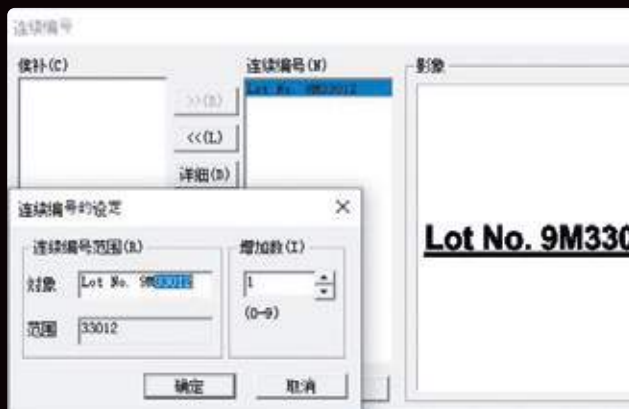 连续编号
侯补(C)
连续编号(N)
影象
>>(R)
Lot No. 9M33012
<<(L)
详细(D)
连续编号的设定
连续编号范围(R)
增加数(I)
对象
Lot No. 9M33012
1
(0-9)
范围
33012
确定
取消
Lot No. 9M330